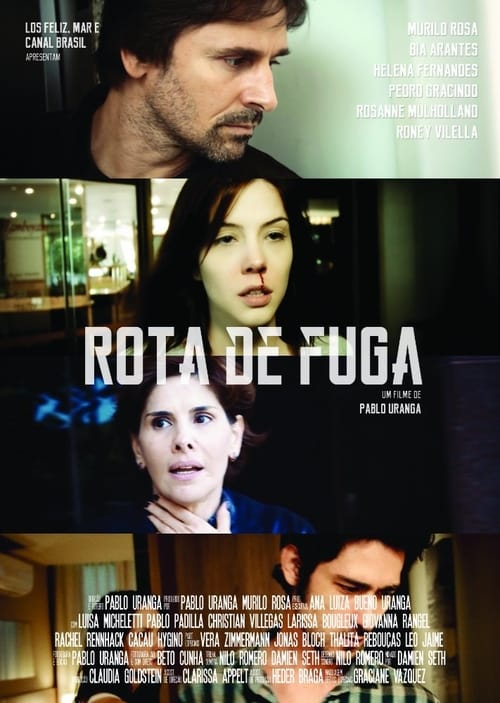 LOS FELIZ, MAR E
CANAL BRASIL
APRESENTAM
MURILO ROSA
BIA ARANTES
HELENA FERNANDES
PEDRO GRACINDO
ROSANNE MULHOLLAND
RONEY VILLELA
ROTA DE FUGA
UM FILME DE
PABLO URANGA
PABLO URANGA PRODUZIDO POR PABLO URANGA MURILO ROSA ANA LUIZA BUENO URANGA
COM LUISA MICHELETTI PABLO PADILLA CHRISTIAN VILLEGAS LARISSA BOUGLEUX GIOVANNA RANGEL
RACHEL RENNHACK CACAU HYGINO VERA ZIMMERMANN JONAS BLOCH THALITA REBOUÇAS LEO JAIME
PABLO URANGA BETO CUNHA NILO ROMERO DAMIEN SETH NILO ROMERO DAMIEN SETH
CLAUDIA GOLDSTEIN CLARISSA APPELT HEDER BRAGA GRACIANE VAZQUEZ